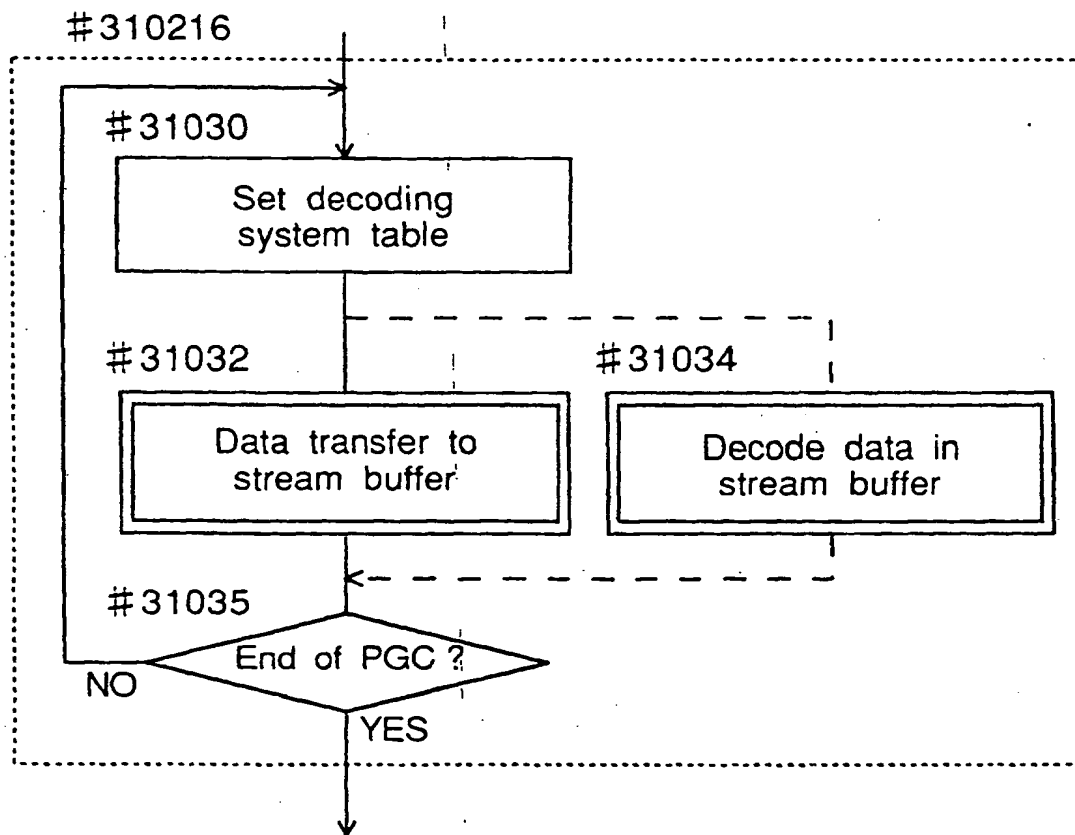 #310216
#31030
Set decoding
system table
#31032
#31034
Data transfer to
stream buffer
Decode data in
stream buffer
#31035
End of PGC ?
NO
YES